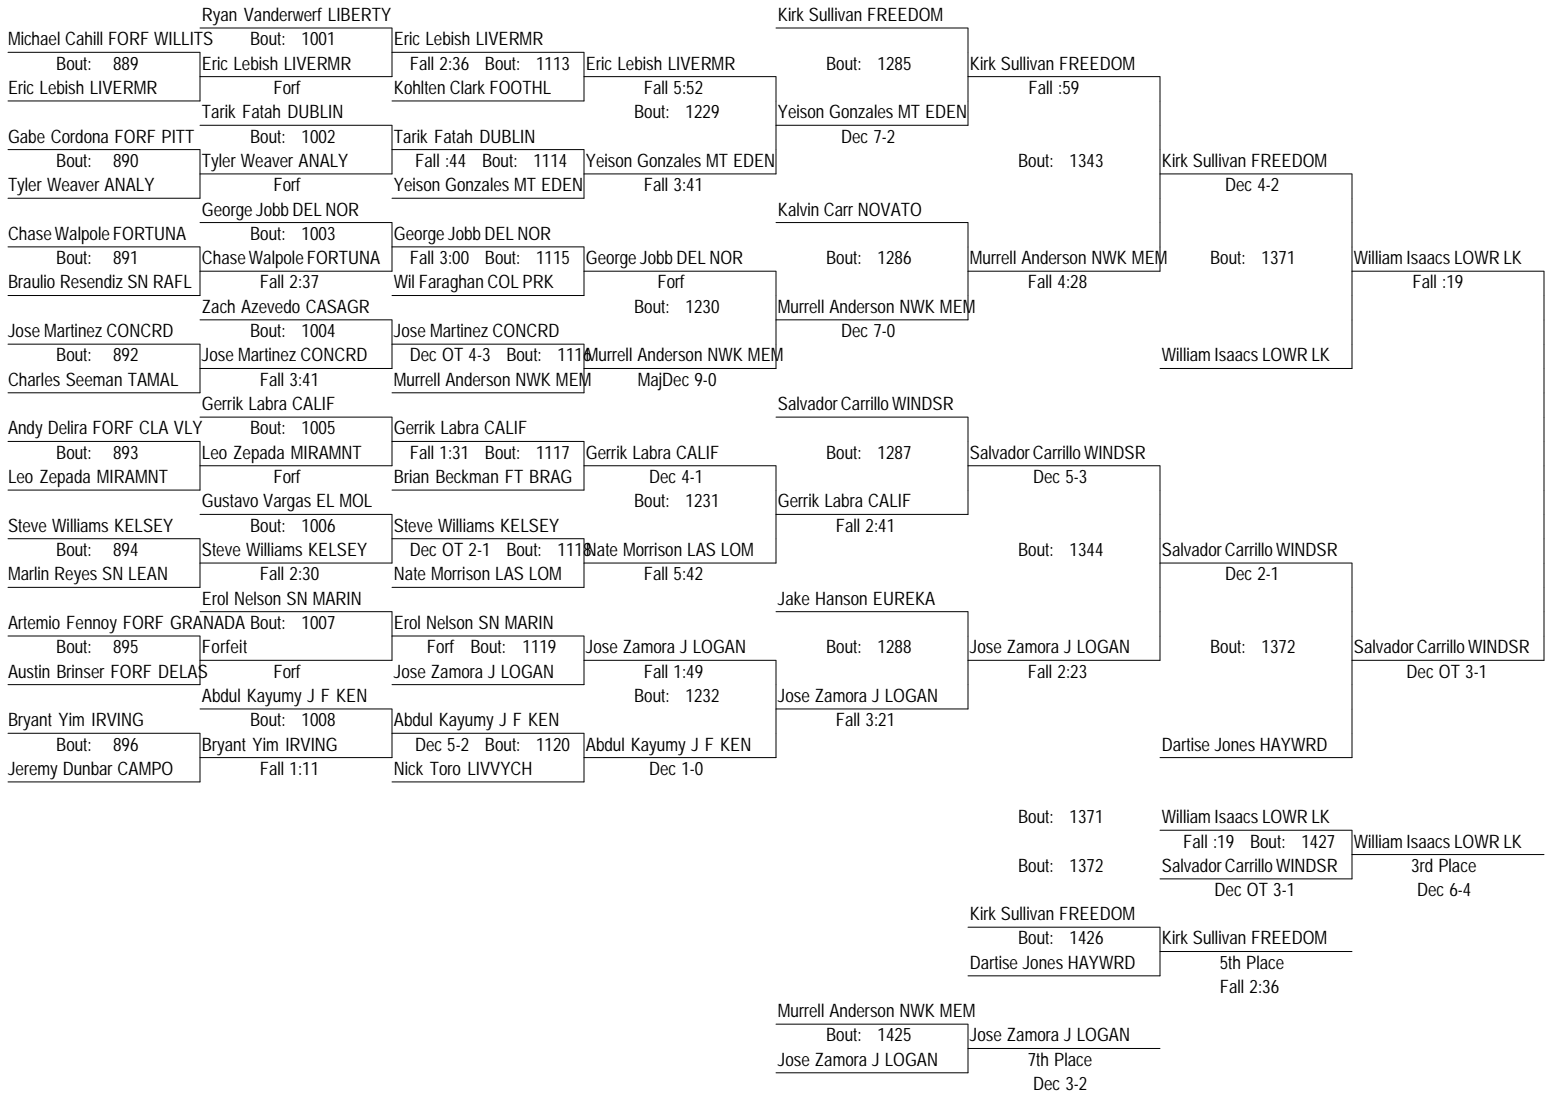 Ryan Vanderwerf LIBERTY Kirk Sullivan FREEDOM
Michael Cahill FORF WILLITS Bout: 1001 Eric Lebish LIVERMR
Bout: 889 Eric Lebish LIVERMR Fall 2:36 Bout: 1113 Eric Lebish LIVERMR Bout: 1285 Kirk Sullivan FREEDOM
Eric Lebish LIVERMR Forf Kohlten Clark FOOTHL Fall 5:52 Fall :59
Tarik Fatah DUBLIN Bout: 1229 Yeison Gonzales MT EDEN
Gabe Cordona FORF PITT Bout: 1002 Tarik Fatah DUBLIN Dec 7-2
Bout: 890 Tyler Weaver ANALY Fall :44 Bout: 1114 Yeison Gonzales MT EDEN Bout: 1343 Kirk Sullivan FREEDOM
Tyler Weaver ANALY Forf Yeison Gonzales MT EDEN Fall 3:41 Dec 4-2
George Jobb DEL NOR Kalvin Carr NOVATO
Chase Walpole FORTUNA Bout: 1003 George Jobb DEL NOR
Bout: 891 Chase Walpole FORTUNA Fall 3:00 Bout: 1115 George Jobb DEL NOR Bout: 1286 Murrell Anderson NWK MEM Bout: 1371 William Isaacs LOWR LK
Braulio Resendiz SN RAFL Fall 2:37 Wil Faraghan COL PRK Forf Fall 4:28 Fall :19
Zach Azevedo CASAGR Bout: 1230 Murrell Anderson NWK MEM
Jose Martinez CONCRD Bout: 1004 Jose Martinez CONCRD Dec 7-0
Bout: 892 Jose Martinez CONCRD Dec OT 4-3 Bout: 1116 Murrell Anderson NWK MEM William Isaacs LOWR LK
Charles Seeman TAMAL Fall 3:41 Murrell Anderson NWK MEM MajDec 9-0
Gerrik Labra CALIF Salvador Carrillo WINDSR
Andy Delira FORF CLA VLY Bout: 1005 Gerrik Labra CALIF
Bout: 893 Leo Zepada MIRAMNT Fall 1:31 Bout: 1117 Gerrik Labra CALIF Bout: 1287 Salvador Carrillo WINDSR
Leo Zepada MIRAMNT Forf Brian Beckman FT BRAG Dec 4-1 Dec 5-3
Gustavo Vargas EL MOL Bout: 1231 Gerrik Labra CALIF
Steve Williams KELSEY Bout: 1006 Steve Williams KELSEY Fall 2:41
Bout: 894 Steve Williams KELSEY Dec OT 2-1 Bout: 1118 Nate Morrison LAS LOM Bout: 1344 Salvador Carrillo WINDSR
Marlin Reyes SN LEAN Fall 2:30 Nate Morrison LAS LOM Fall 5:42 Dec 2-1
Erol Nelson SN MARIN Jake Hanson EUREKA
Artemio Fennoy FORF GRANADA Bout: 1007 Erol Nelson SN MARIN
Bout: 895 Forfeit Forf Bout: 1119 Jose Zamora J LOGAN Bout: 1288 Jose Zamora J LOGAN Bout: 1372 Salvador Carrillo WINDSR
Austin Brinser FORF DELAS Forf Jose Zamora J LOGAN Fall 1:49 Fall 2:23 Dec OT 3-1
Abdul Kayumy J F KEN Bout: 1232 Jose Zamora J LOGAN
Bryant Yim IRVING Bout: 1008 Abdul Kayumy J F KEN Fall 3:21
Bout: 896 Bryant Yim IRVING Dec 5-2 Bout: 1120 Abdul Kayumy J F KEN Dartise Jones HAYWRD
Jeremy Dunbar CAMPO Fall 1:11 Nick Toro LIVVYCH Dec 1-0
Bout: 1371 William Isaacs LOWR LK
Fall :19 Bout: 1427 William Isaacs LOWR LK
Bout: 1372 Salvador Carrillo WINDSR 3rd Place
Dec OT 3-1 Dec 6-4
Kirk Sullivan FREEDOM
Bout: 1426 Kirk Sullivan FREEDOM
Dartise Jones HAYWRD 5th Place
Fall 2:36
Murrell Anderson NWK MEM
Bout: 1425 Jose Zamora J LOGAN
Jose Zamora J LOGAN 7th Place
Dec 3-2